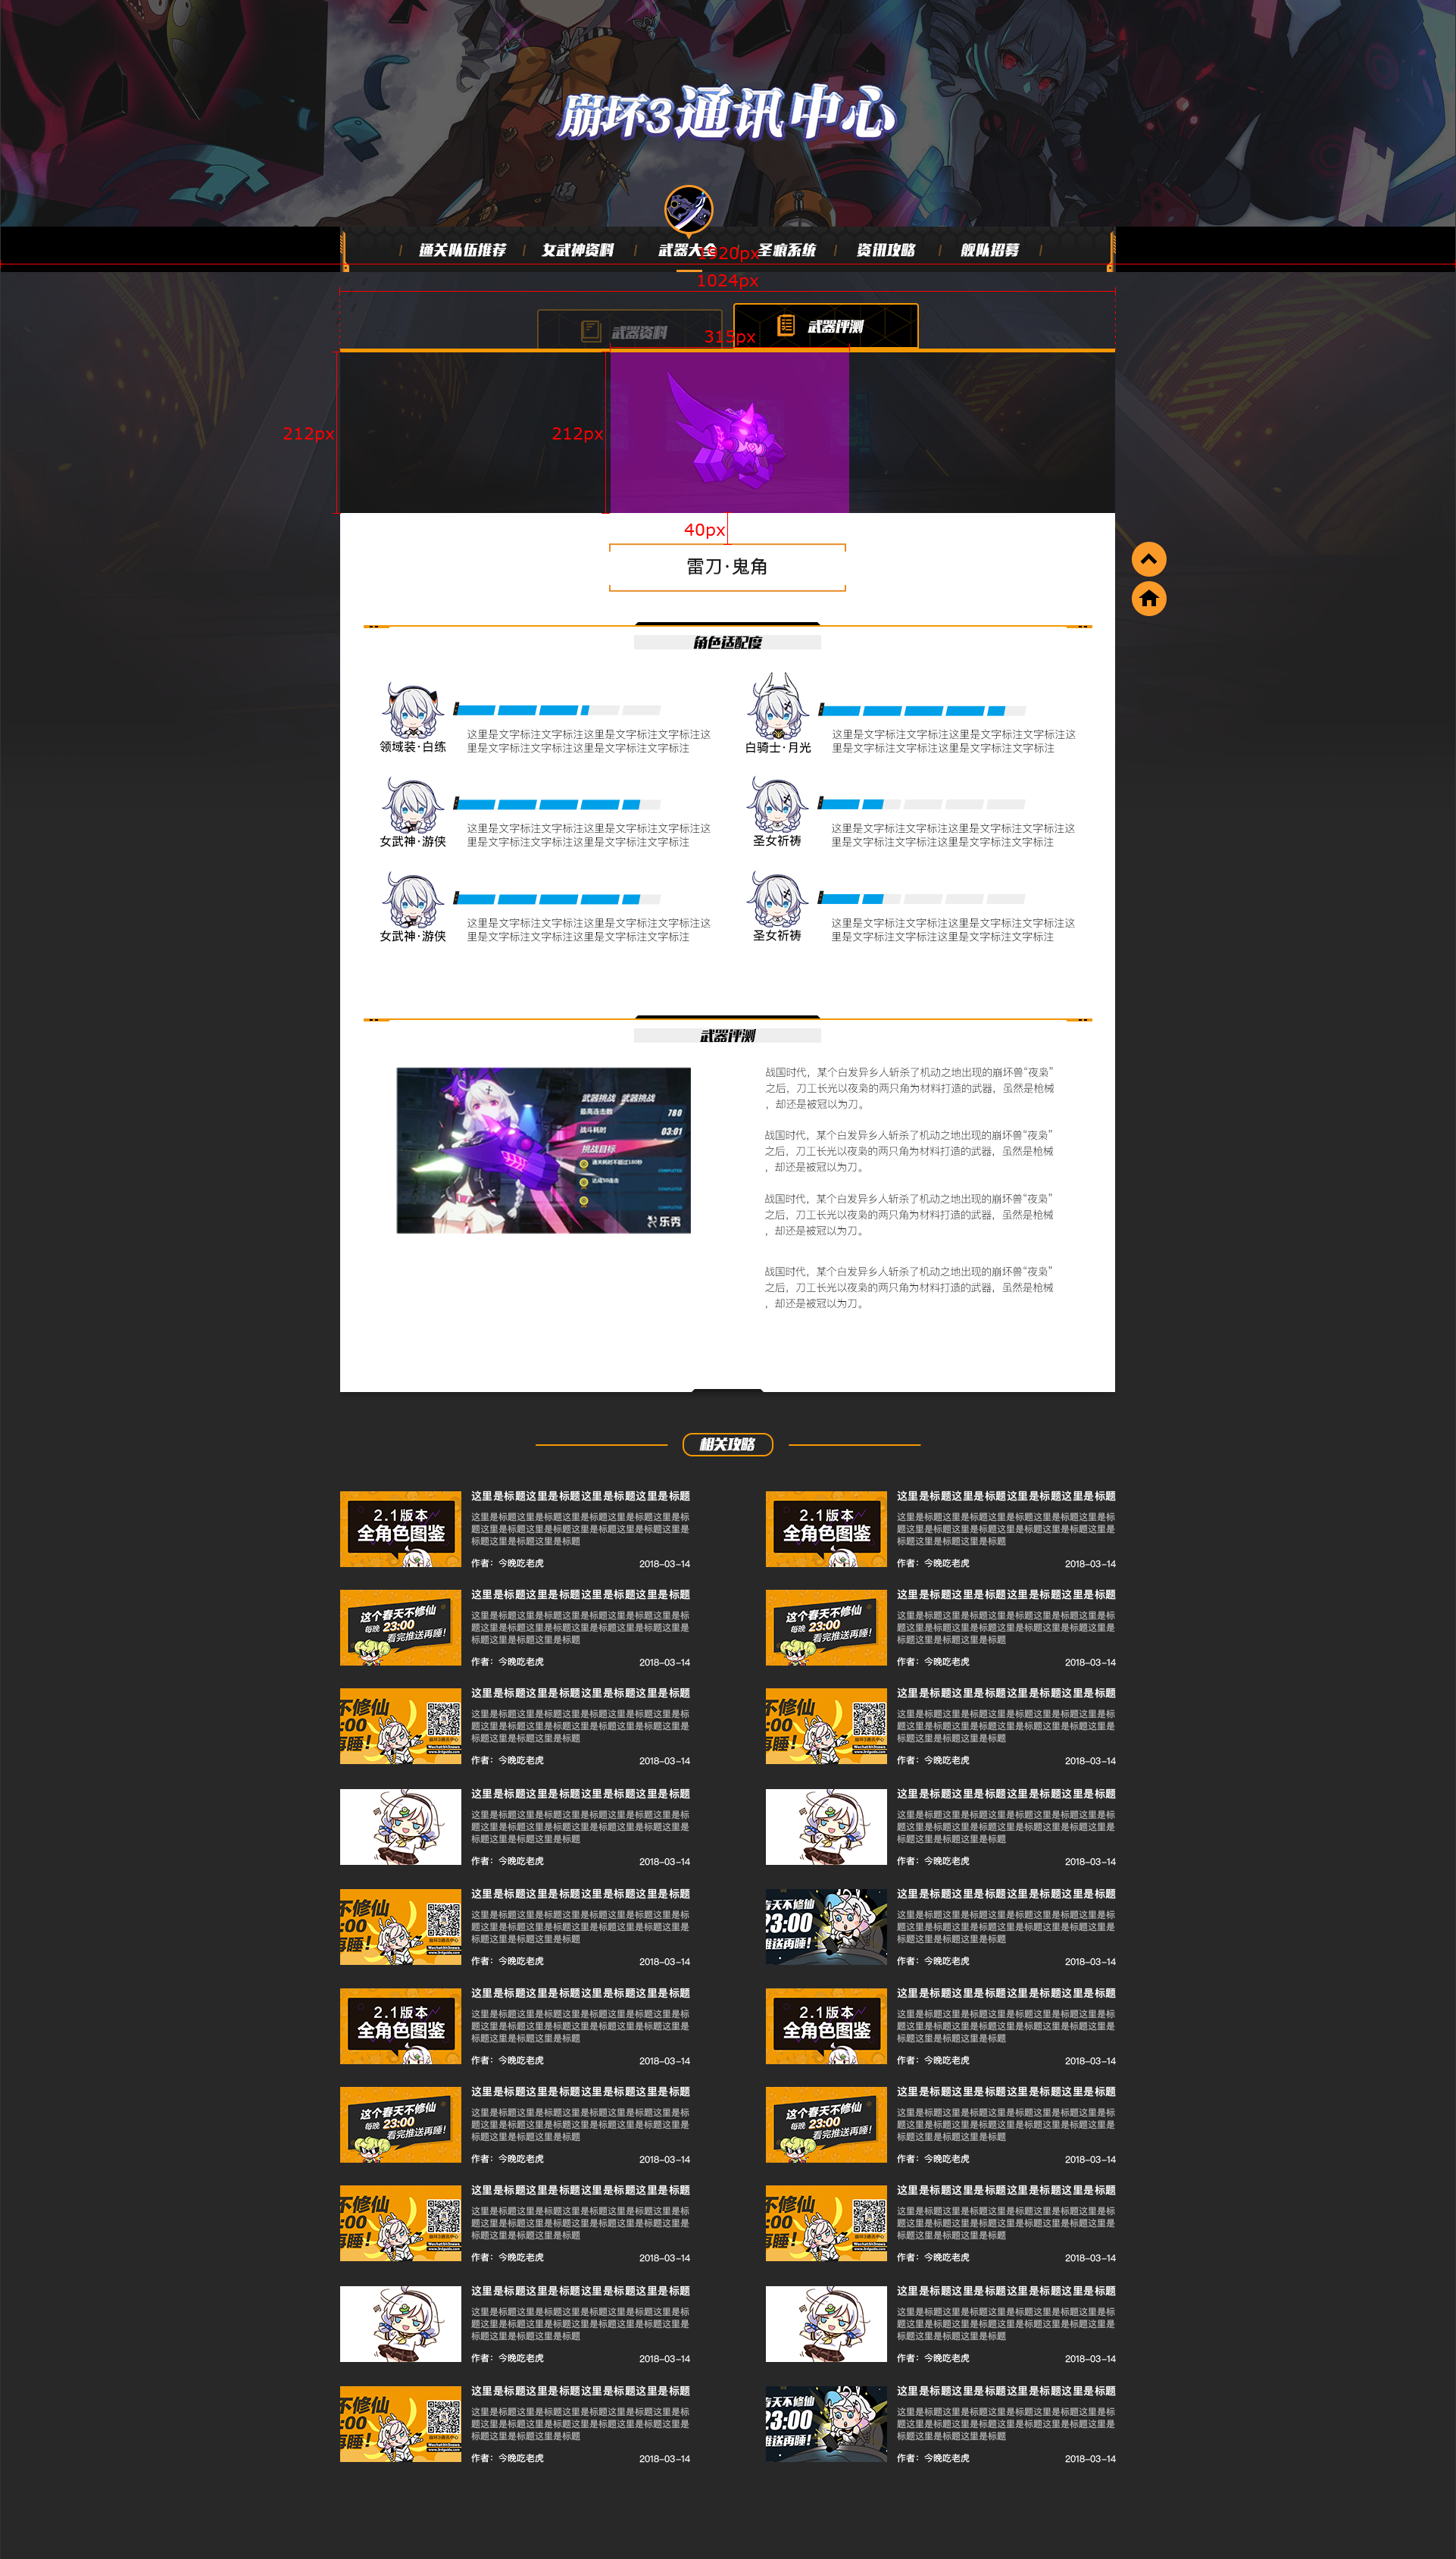 崩坏3通讯中心
通关队伍推荐
女武神资料
武器大全
圣痕系统
资讯攻略
舰队招募
1920px
1024px
武器资料
武器评测
315px
212px
212px
40px
雷刀·鬼角
角色适配度
领域装·白练
这里是文字标注文字标注这里是文字标注文字标注这
里是文字标注文字标注这里是文字标注文字标注
白骑士·月光
这里是文字标注文字标注这里是文字标注文字标注这
里是文字标注文字标注这里是文字标注文字标注
女武神·游侠
这里是文字标注文字标注这里是文字标注文字标注这
里是文字标注文字标注这里是文字标注文字标注
圣女祈祷
这里是文字标注文字标注这里是文字标注文字标注这
里是文字标注文字标注这里是文字标注文字标注
女武神·游侠
这里是文字标注文字标注这里是文字标注文字标注这
里是文字标注文字标注这里是文字标注文字标注
圣女祈祷
这里是文字标注文字标注这里是文字标注文字标注这
里是文字标注文字标注这里是文字标注文字标注
武器评测
武器挑战 武器挑战
最高连击数 780
战斗耗时 03:01
挑战目标
通关耗时不超过180秒
COMPLETED
达成50连击
COMPLETED
COMPLETED
乐秀
战国时代，某个白发异乡人斩杀了机动之地出现的崩坏兽“夜枭”
之后，刀工长光以夜枭的两只角为材料打造的武器，虽然是枪械
，却还是被冠以为刀。
战国时代，某个白发异乡人斩杀了机动之地出现的崩坏兽“夜枭”
之后，刀工长光以夜枭的两只角为材料打造的武器，虽然是枪械
，却还是被冠以为刀。
战国时代，某个白发异乡人斩杀了机动之地出现的崩坏兽“夜枭”
之后，刀工长光以夜枭的两只角为材料打造的武器，虽然是枪械
，却还是被冠以为刀。
战国时代，某个白发异乡人斩杀了机动之地出现的崩坏兽“夜枭”
之后，刀工长光以夜枭的两只角为材料打造的武器，虽然是枪械
，却还是被冠以为刀。
相关攻略
2.1版本
全角色图鉴
这里是标题这里是标题这里是标题这里是标题
这里是标题这里是标题这里是标题这里是标题这里是标
题这里是标题这里是标题这里是标题这里是标题这里是
标题这里是标题这里是标题
作者：今晚吃老虎 2018-03-14
2.1版本
全角色图鉴
这里是标题这里是标题这里是标题这里是标题
这里是标题这里是标题这里是标题这里是标题这里是标
题这里是标题这里是标题这里是标题这里是标题这里是
标题这里是标题这里是标题
作者：今晚吃老虎 2018-03-14
这个春天不修仙
每晚 23:00
看完推送再睡！
这里是标题这里是标题这里是标题这里是标题
这里是标题这里是标题这里是标题这里是标题这里是标
题这里是标题这里是标题这里是标题这里是标题这里是
标题这里是标题这里是标题
作者：今晚吃老虎 2018-03-14
这个春天不修仙
每晚 23:00
看完推送再睡！
这里是标题这里是标题这里是标题这里是标题
这里是标题这里是标题这里是标题这里是标题这里是标
题这里是标题这里是标题这里是标题这里是标题这里是
标题这里是标题这里是标题
作者：今晚吃老虎 2018-03-14
不修仙
:00
再睡！
崩坏3通讯中心
这里是标题这里是标题这里是标题这里是标题
这里是标题这里是标题这里是标题这里是标题这里是标
题这里是标题这里是标题这里是标题这里是标题这里是
标题这里是标题这里是标题
作者：今晚吃老虎 2018-03-14
不修仙
:00
再睡！
崩坏3通讯中心
这里是标题这里是标题这里是标题这里是标题
这里是标题这里是标题这里是标题这里是标题这里是标
题这里是标题这里是标题这里是标题这里是标题这里是
标题这里是标题这里是标题
作者：今晚吃老虎 2018-03-14
这里是标题这里是标题这里是标题这里是标题
这里是标题这里是标题这里是标题这里是标题这里是标
题这里是标题这里是标题这里是标题这里是标题这里是
标题这里是标题这里是标题
作者：今晚吃老虎 2018-03-14
这里是标题这里是标题这里是标题这里是标题
这里是标题这里是标题这里是标题这里是标题这里是标
题这里是标题这里是标题这里是标题这里是标题这里是
标题这里是标题这里是标题
作者：今晚吃老虎 2018-03-14
不修仙
:00
再睡！
崩坏3通讯中心
这里是标题这里是标题这里是标题这里是标题
这里是标题这里是标题这里是标题这里是标题这里是标
题这里是标题这里是标题这里是标题这里是标题这里是
标题这里是标题这里是标题
作者：今晚吃老虎 2018-03-14
春天不修仙
23:00
推送再睡！
这里是标题这里是标题这里是标题这里是标题
这里是标题这里是标题这里是标题这里是标题这里是标
题这里是标题这里是标题这里是标题这里是标题这里是
标题这里是标题这里是标题
作者：今晚吃老虎 2018-03-14
2.1版本
全角色图鉴
这里是标题这里是标题这里是标题这里是标题
这里是标题这里是标题这里是标题这里是标题这里是标
题这里是标题这里是标题这里是标题这里是标题这里是
标题这里是标题这里是标题
作者：今晚吃老虎 2018-03-14
2.1版本
全角色图鉴
这里是标题这里是标题这里是标题这里是标题
这里是标题这里是标题这里是标题这里是标题这里是标
题这里是标题这里是标题这里是标题这里是标题这里是
标题这里是标题这里是标题
作者：今晚吃老虎 2018-03-14
这个春天不修仙
每晚 23:00
看完推送再睡！
这里是标题这里是标题这里是标题这里是标题
这里是标题这里是标题这里是标题这里是标题这里是标
题这里是标题这里是标题这里是标题这里是标题这里是
标题这里是标题这里是标题
作者：今晚吃老虎 2018-03-14
这个春天不修仙
每晚 23:00
看完推送再睡！
这里是标题这里是标题这里是标题这里是标题
这里是标题这里是标题这里是标题这里是标题这里是标
题这里是标题这里是标题这里是标题这里是标题这里是
标题这里是标题这里是标题
作者：今晚吃老虎 2018-03-14
不修仙
:00
再睡！
崩坏3通讯中心
这里是标题这里是标题这里是标题这里是标题
这里是标题这里是标题这里是标题这里是标题这里是标
题这里是标题这里是标题这里是标题这里是标题这里是
标题这里是标题这里是标题
作者：今晚吃老虎 2018-03-14
不修仙
:00
再睡！
崩坏3通讯中心
这里是标题这里是标题这里是标题这里是标题
这里是标题这里是标题这里是标题这里是标题这里是标
题这里是标题这里是标题这里是标题这里是标题这里是
标题这里是标题这里是标题
作者：今晚吃老虎 2018-03-14
这里是标题这里是标题这里是标题这里是标题
这里是标题这里是标题这里是标题这里是标题这里是标
题这里是标题这里是标题这里是标题这里是标题这里是
标题这里是标题这里是标题
作者：今晚吃老虎 2018-03-14
这里是标题这里是标题这里是标题这里是标题
这里是标题这里是标题这里是标题这里是标题这里是标
题这里是标题这里是标题这里是标题这里是标题这里是
标题这里是标题这里是标题
作者：今晚吃老虎 2018-03-14
不修仙
:00
再睡！
崩坏3通讯中心
这里是标题这里是标题这里是标题这里是标题
这里是标题这里是标题这里是标题这里是标题这里是标
题这里是标题这里是标题这里是标题这里是标题这里是
标题这里是标题这里是标题
作者：今晚吃老虎 2018-03-14
春天不修仙
23:00
推送再睡！
这里是标题这里是标题这里是标题这里是标题
这里是标题这里是标题这里是标题这里是标题这里是标
题这里是标题这里是标题这里是标题这里是标题这里是
标题这里是标题这里是标题
作者：今晚吃老虎 2018-03-14